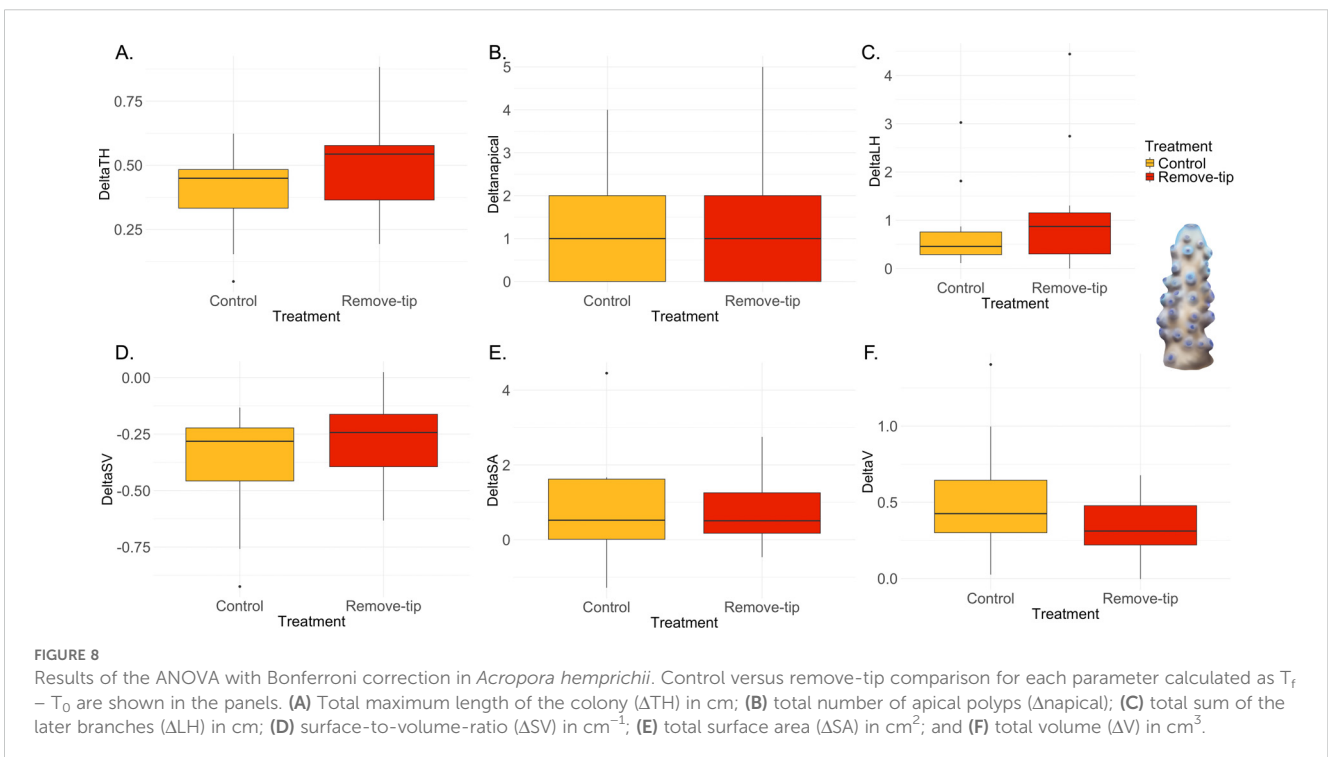 A.
0.75
0.50
0.25
DeltaTH
Control
Remove-tip
Treatment
B.
5
4
3
2
1
0
Deltanapical
Control
Remove-tip
Treatment
C.
4
3
2
1
0
DeltaLH
Control
Remove-tip
Treatment
Treatment
Control
Remove-tip
D.
0.00
-0.25
-0.50
-0.75
DeltaSV
Control
Remove-tip
Treatment
E.
4
2
0
DeltaSA
Control
Remove-tip
Treatment
F.
1.0
0.5
0.0
DeltaV
Control
Remove-tip
Treatment
FIGURE 8
Results of the ANOVA with Bonferroni correction in Acropora hemprichii. Control versus remove-tip comparison for each parameter calculated as Tf
– T0 are shown in the panels. (A) Total maximum length of the colony (ΔTH) in cm; (B) total number of apical polyps (Δnapical); (C) total sum of the
later branches (ΔLH) in cm; (D) surface-to-volume-ratio (ΔSV) in cm⁻¹; (E) total surface area (ΔSA) in cm²; and (F) total volume (ΔV) in cm³.